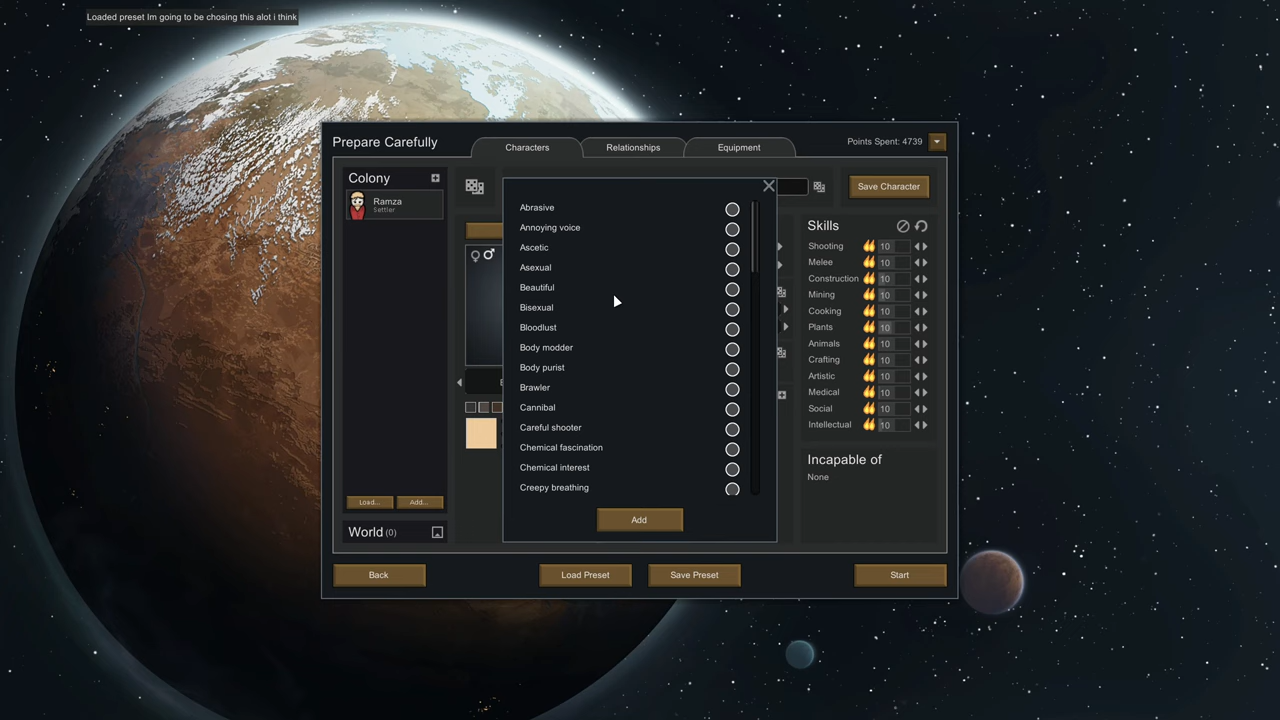 Loaded preset Im going to be chosing this alot i think
Prepare Carefully
Characters
Relationships
Equipment
Points Spent: 4739
Colony
Ramza
Settler
Save Character
Abrasive
Annoying voice
Ascetic
Asexual
Beautiful
Bisexual
Bloodlust
Body modder
Body purist
Brawler
Cannibal
Careful shooter
Chemical fascination
Chemical interest
Creepy breathing
Add
Skills
Shooting 10
Melee 10
Construction 10
Mining 10
Cooking 10
Plants 10
Animals 10
Crafting 10
Artistic 10
Medical 10
Social 10
Intellectual 10
Incapable of
None
Load...
Add...
World (0)
Back
Load Preset
Save Preset
Start